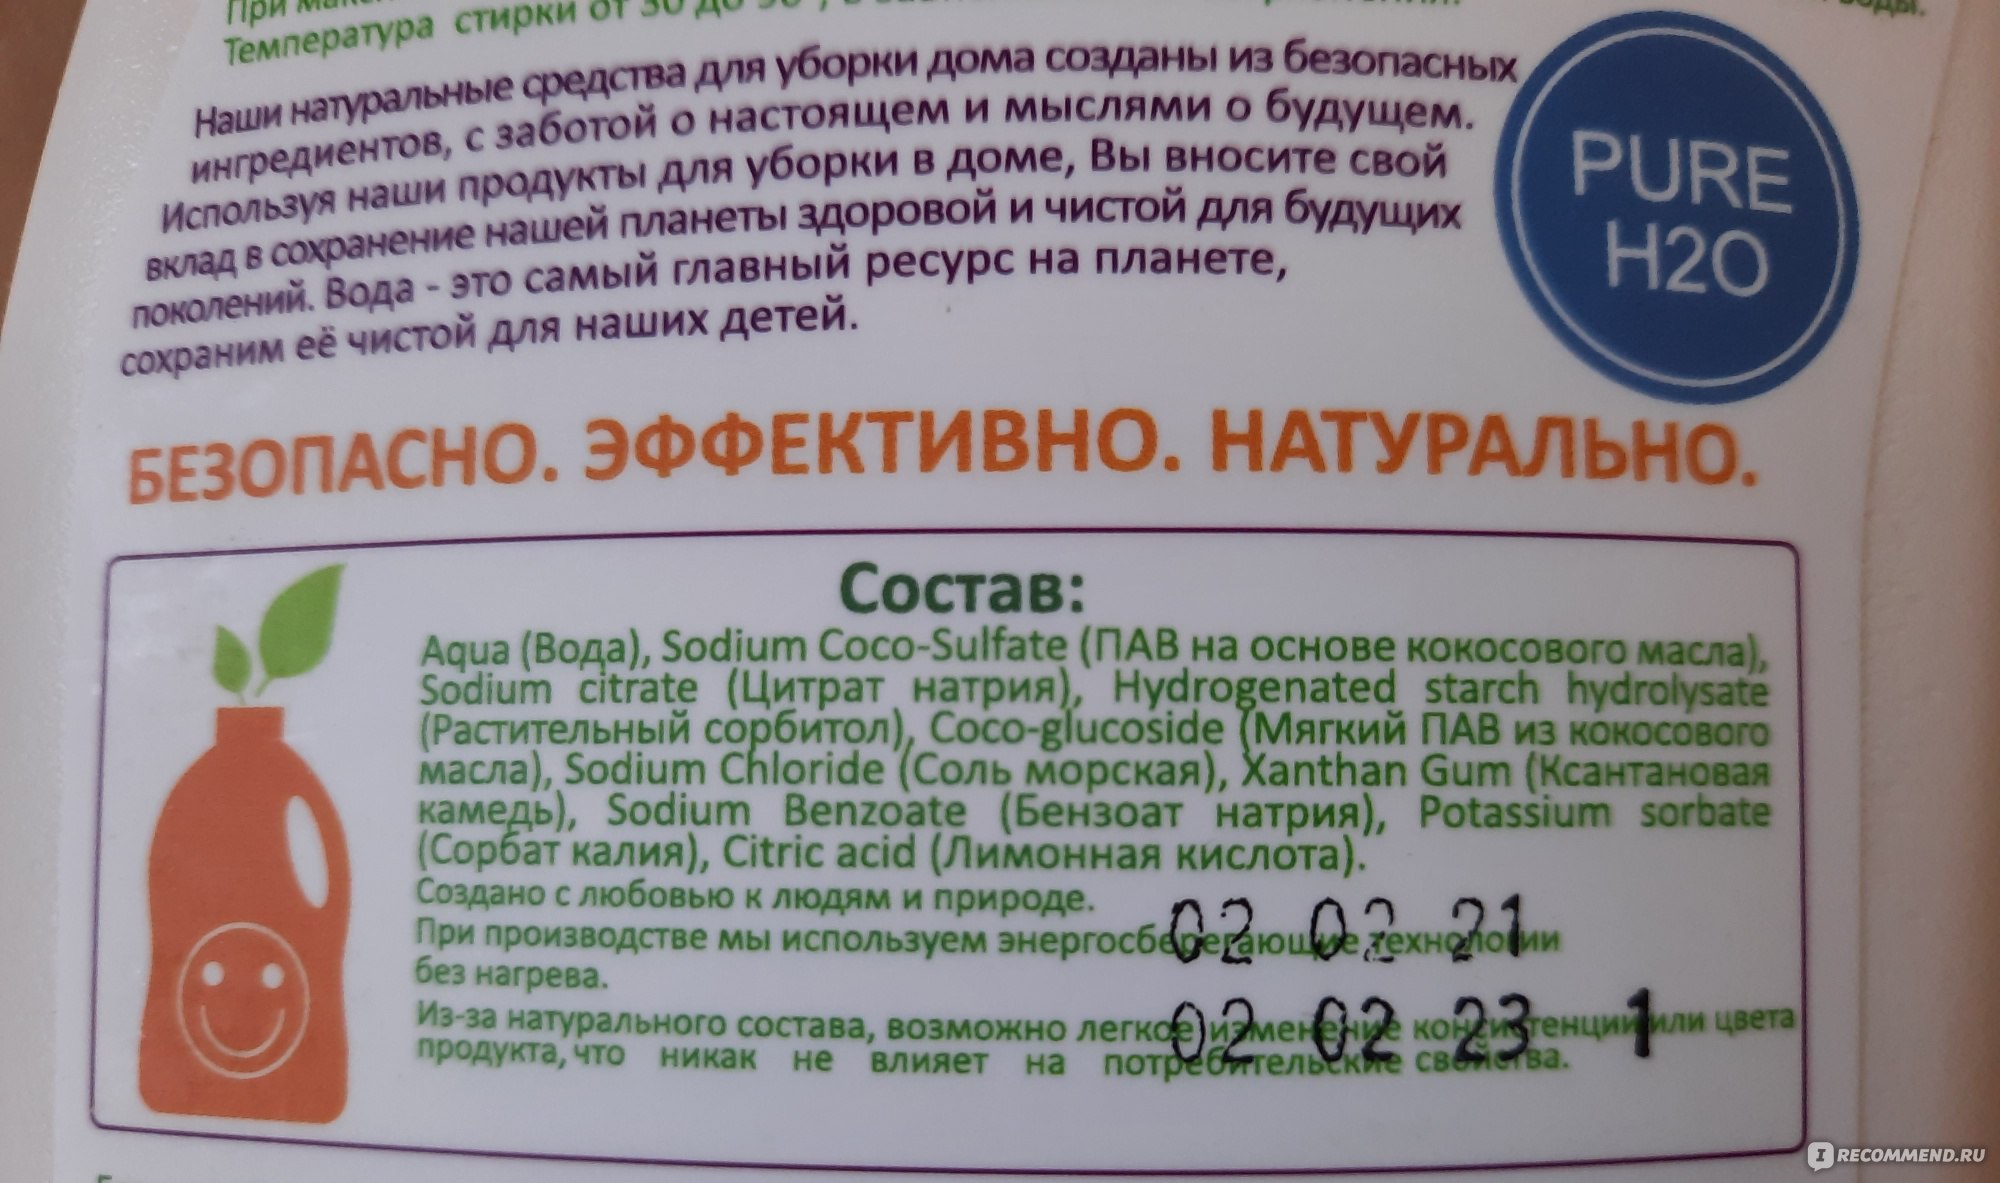 При
Температура стирки от 30 до
воды.
Наши натуральные средства для уборки дома созданы из безопасных
ингредиентов, с заботой о настоящем и мыслями о будущем.
Используя наши продукты для уборки в доме, Вы вносите свой
вклад в сохранение нашей планеты здоровой и чистой для будущих
поколений. Вода - это самый главный ресурс на планете,
сохраним её чистой для наших детей.
PURE
H2O
БЕЗОПАСНО. ЭФФЕКТИВНО. НАТУРАЛЬНО.
Состав:
Aqua (Вода), Sodium Coco-Sulfate (ПАВ на основе кокосового масла),
Sodium citrate (Цитрат натрия), Hydrogenated starch hydrolysate
(Растительный сорбитол), Coco-glucoside (Мягкий ПАВ из кокосового
масла), Sodium Chloride (Соль морская), Xanthan Gum (Ксантановая
камедь), Sodium Benzoate (Бензоат натрия), Potassium sorbate
(Сорбат калия), Citric acid (Лимонная кислота).
Создано с любовью к людям и природе.
При производстве мы используем энергосберегающие технологии
без нагрева.
Из-за натурального состава, возможно легкое изменение консистенции или цвета
продукта, что никак не влияет на потребительские свойства.
02 02 21
02 02 23 1
IRECOMMEND.RU